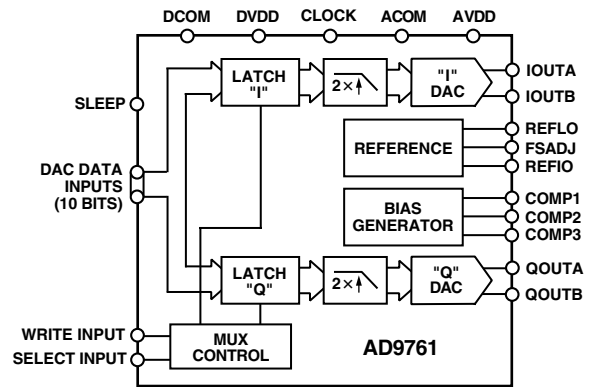 DCOM DVDD CLOCK ACOM AVDD
SLEEP
DAC DATA
INPUTS
(10 BITS)
WRITE INPUT
SELECT INPUT
LATCH
"I"
2×
"I"
DAC
IOUTA
IOUTB
REFERENCE
REFLO
FSADJ
REFIO
BIAS
GENERATOR
COMP1
COMP2
COMP3
LATCH
"Q"
2×
"Q"
DAC
QOUTA
QOUTB
MUX
CONTROL
AD9761